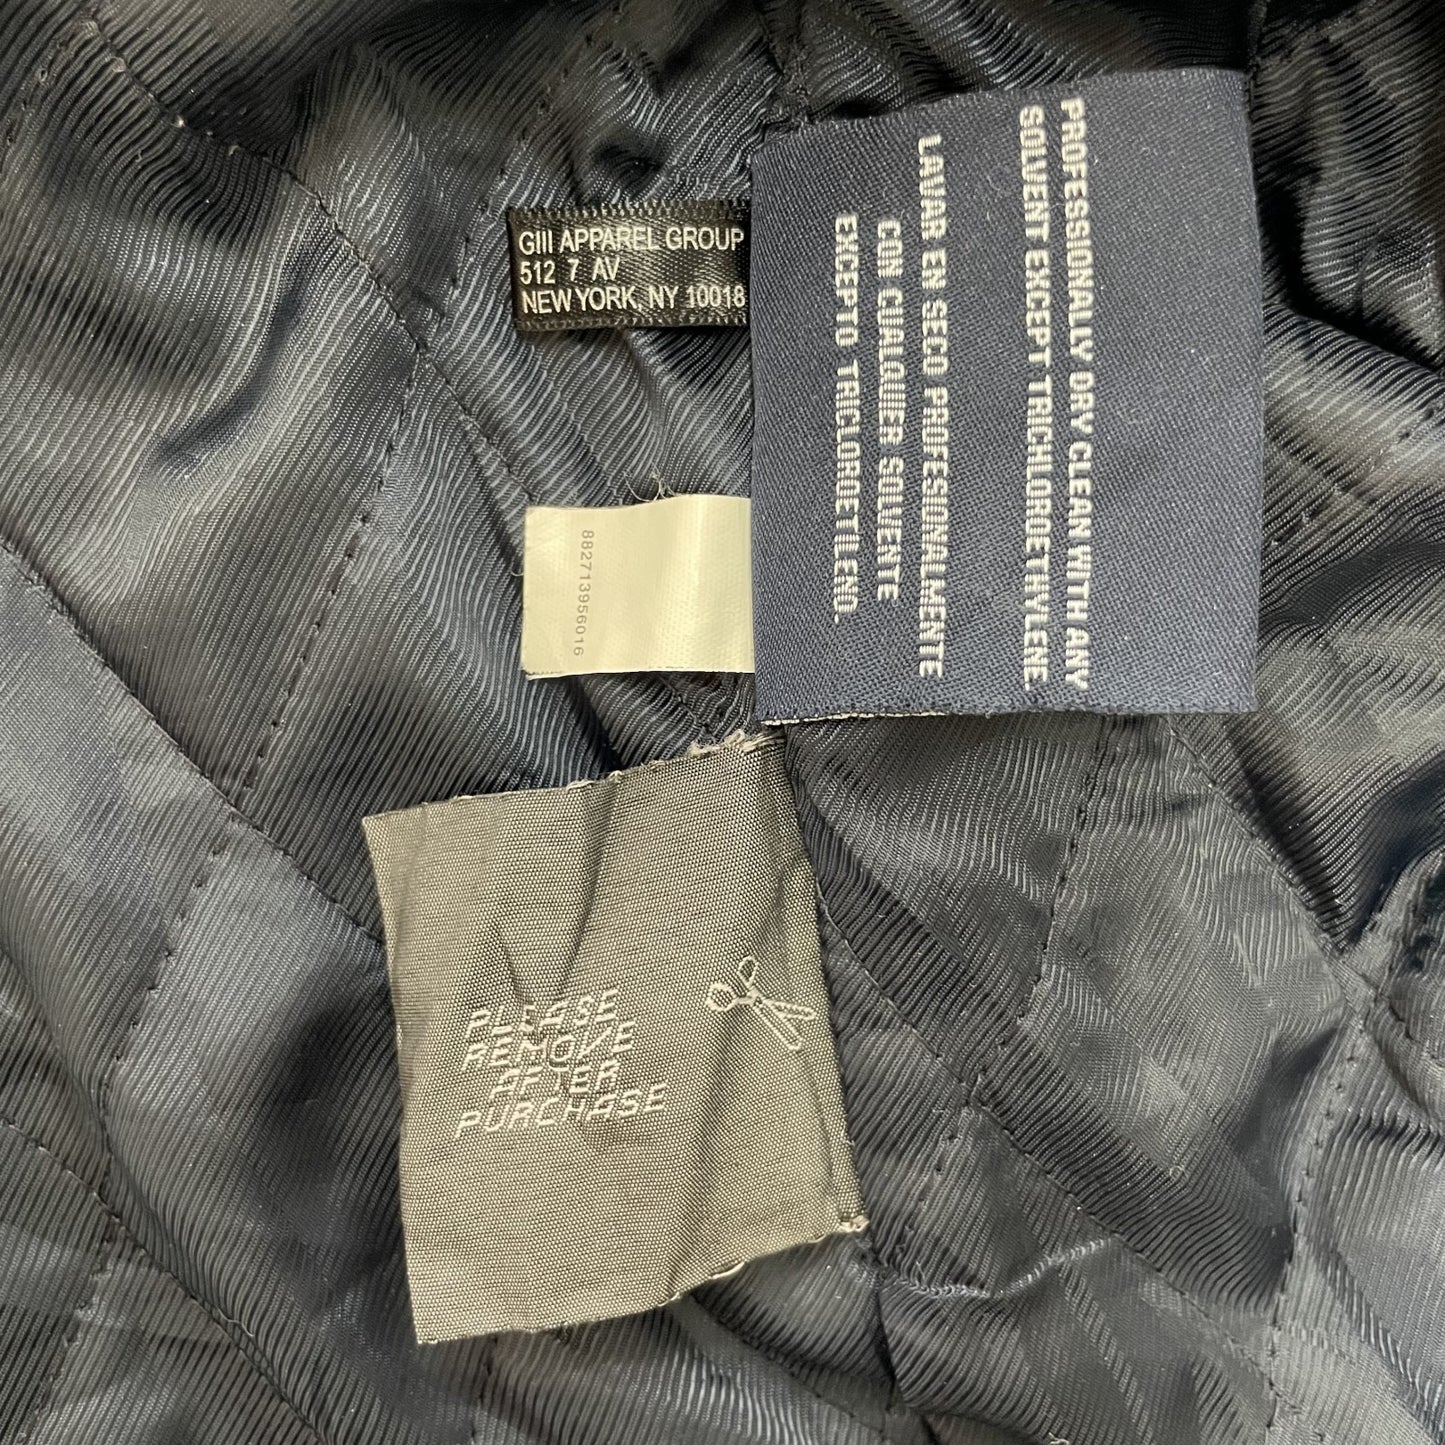 GIII APPAREL GROUP
512 7 AV
NEW YORK, NY 10018
PROFESSIONALLY DRY CLEAN WITH ANY
SOLVENT EXCEPT TRICHLOROETHYLENE.
LAVAR EN SECO PROFESIONALMENTE
CON CUALQUIER SOLVENTE
EXCEPTO TRICLOROETILENO.
882713956016
PLEASE
REMOVE
AFTER
PURCHASE